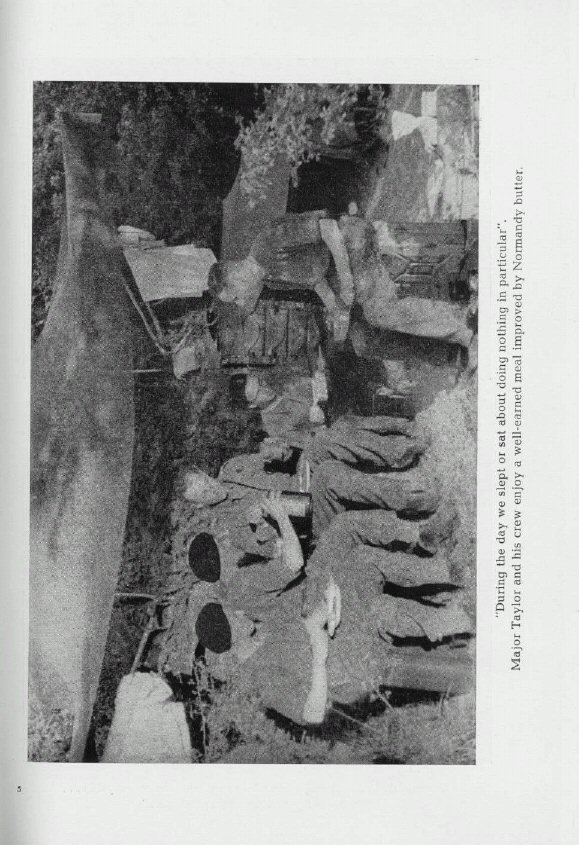 "During the day we slept or sat about doing nothing in particular".
Major Taylor and his crew enjoy a well-earned meal improved by Normandy butter.
5